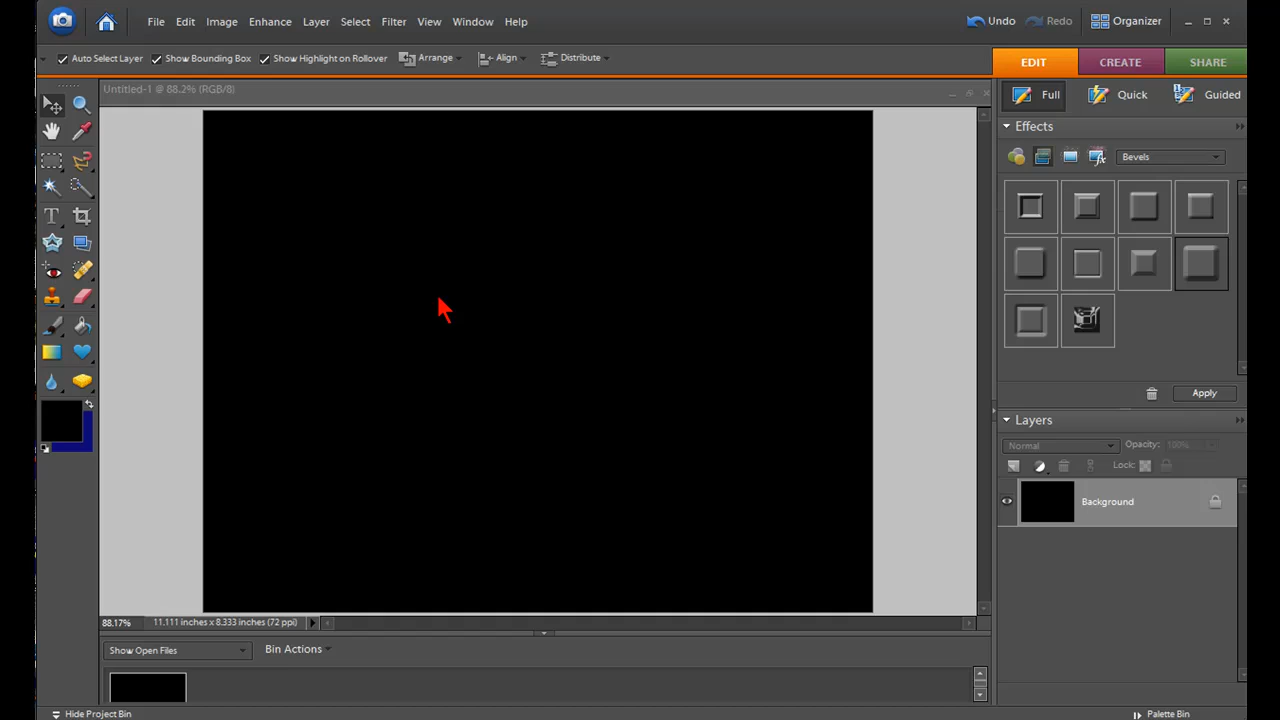 File Edit Image Enhance Layer Select Filter View Window Help Undo Redo Organizer
Auto Select Layer Show Bounding Box Show Highlight on Rollover Arrange Align Distribute EDIT CREATE SHARE
Untitled-1 @ 88.2% (RGB/8)
Full Quick Guided
Effects
Bevels
T
Apply
Layers
Normal Opacity: 100%
Lock:
Background
88.17% 11.111 inches x 8.333 inches (72 ppi)
Show Open Files Bin Actions
Hide Project Bin Palette Bin